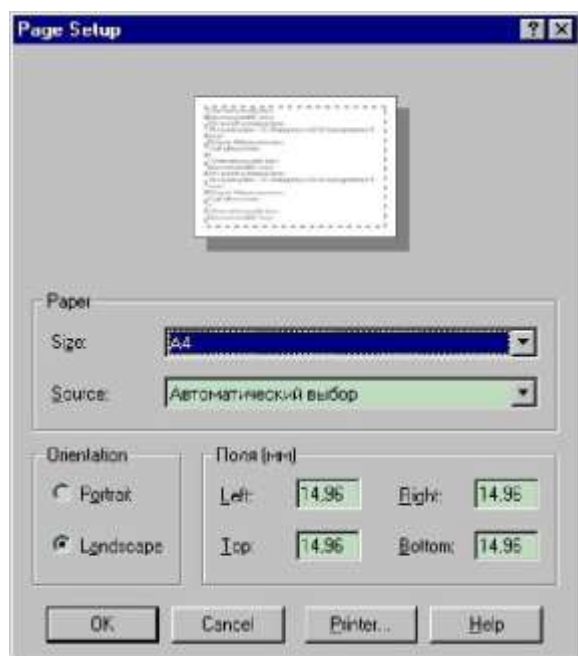 Page Setup
Paper
Size: A4
Source: Автоматический выбор
Orientation
Portrait
Landscape
Поля (мм)
Left: 14.96 Right: 14.96
Top: 14.96 Bottom: 14.96
OK Cancel Printer... Help